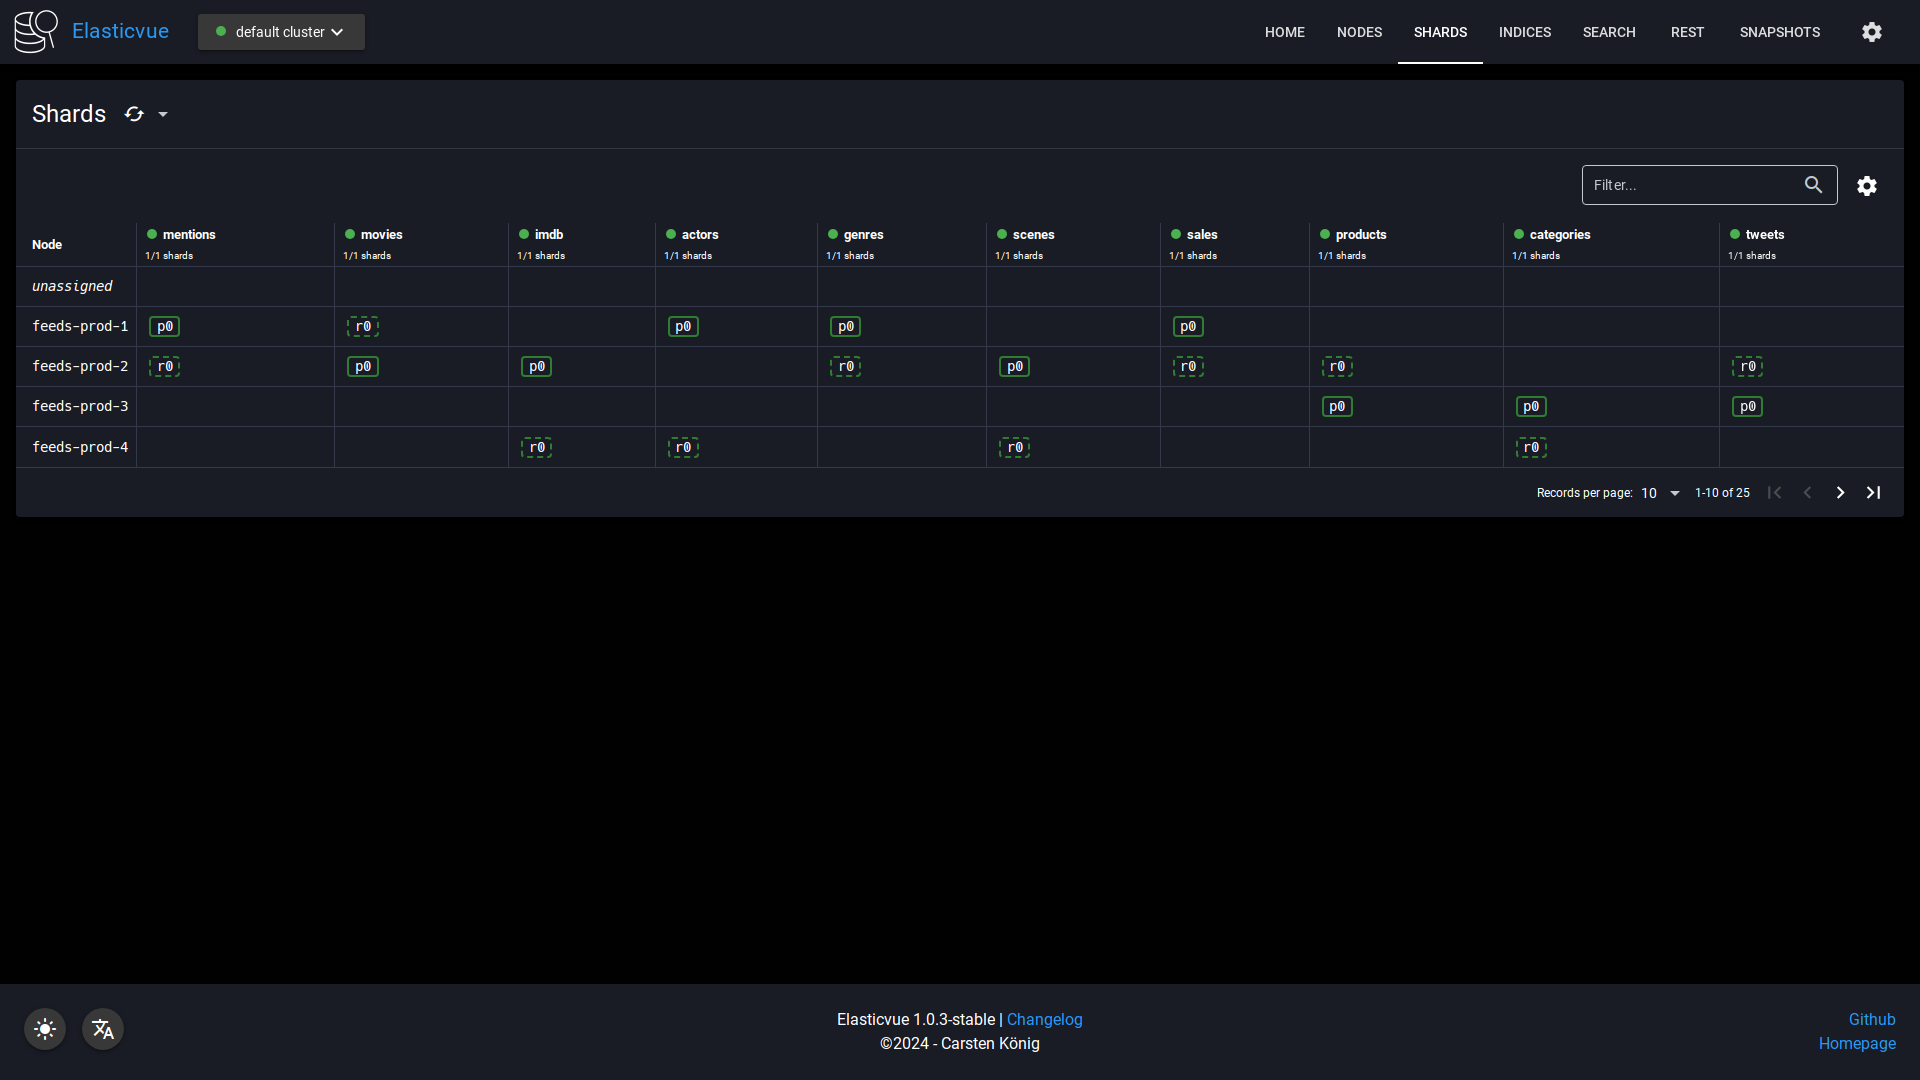 Elasticvue default cluster HOME NODES SHARDS INDICES SEARCH REST SNAPSHOTS
Shards
Filter...
Node mentions movies imdb actors genres scenes sales products categories tweets
1/1 shards 1/1 shards 1/1 shards 1/1 shards 1/1 shards 1/1 shards 1/1 shards 1/1 shards 1/1 shards 1/1 shards
unassigned
feeds-prod-1 p0 r0 p0 p0 p0
feeds-prod-2 r0 p0 p0 r0 p0 r0 r0 r0
feeds-prod-3 p0 p0 p0
feeds-prod-4 r0 r0 r0 r0
Records per page: 10 1-10 of 25
Elasticvue 1.0.3-stable | Changelog Github
©2024 - Carsten König Homepage